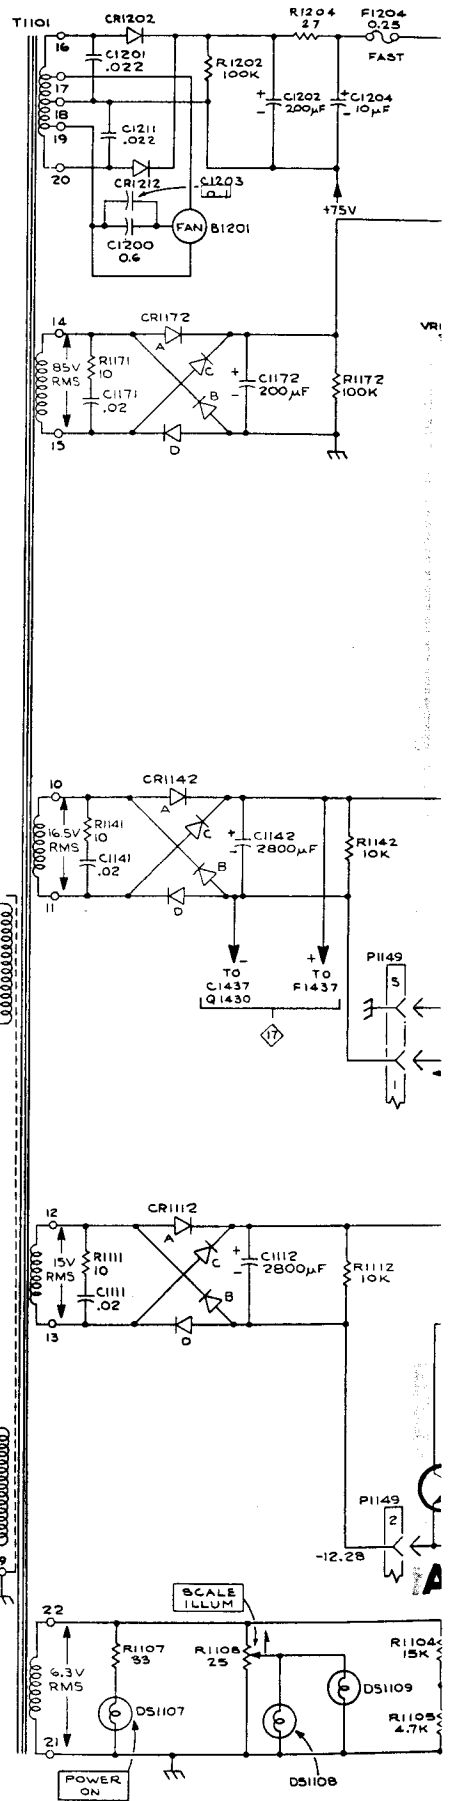 T1101
16
CR1202
R1204
27
F1204
0.25
FAST
C1201
.022
R1202
100K
17
18
19
C1202
200µF
C1204
10µF
+
-
+
-
C1211
.022
20
CR1212
C1203
0.1
+75V
FAN
B1201
C1200
0.6
14
CR1172
A
85V
RMS
R1171
10
C
+
-
C1172
200µF
R1172
100K
C1171
.02
B
15
D
10
CR1142
A
16.5V
RMS
R1141
10
C
+
-
C1142
2800µF
R1142
10K
C1141
.02
B
11
D
-
+
TO
C1437
Q1430
TO
F1437
17
P1149
5
1
12
CR1112
A
15V
RMS
R1111
10
C
+
-
C1112
2800µF
R1112
10K
C1111
.02
B
13
D
P1149
2
-12.28
A
SCALE
ILLUM
22
6.3V
RMS
R1107
33
R1108
25
R1104
15K
DS1107
DS1109
R1105
4.7K
21
DS1108
POWER
ON